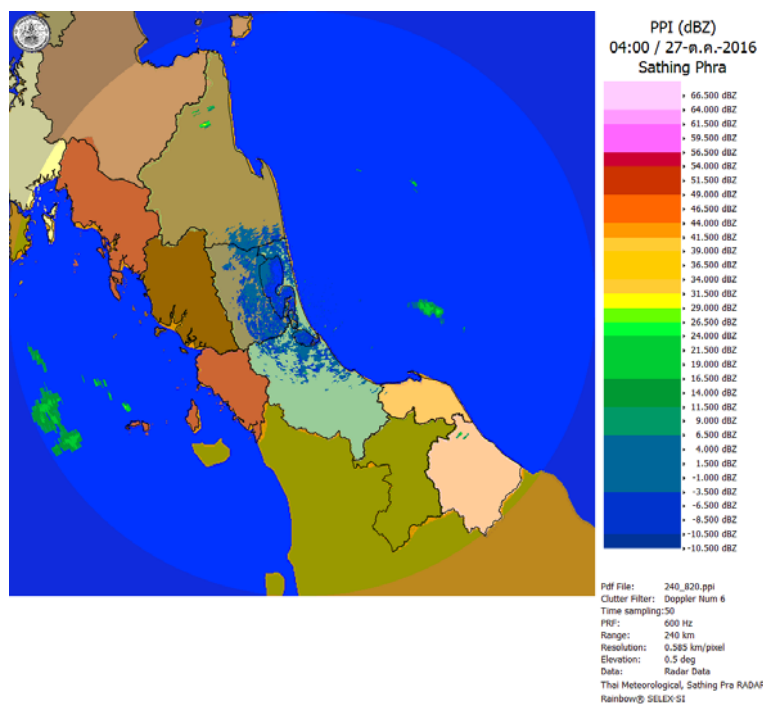 PPI (dBZ)
04:00 / 27-ต.ค.-2016
Sathing Phra
66.500 dBZ
64.000 dBZ
61.500 dBZ
59.500 dBZ
56.500 dBZ
54.000 dBZ
51.500 dBZ
49.000 dBZ
46.500 dBZ
44.000 dBZ
41.500 dBZ
39.000 dBZ
36.500 dBZ
34.000 dBZ
31.500 dBZ
29.000 dBZ
26.500 dBZ
24.000 dBZ
21.500 dBZ
19.000 dBZ
16.500 dBZ
14.000 dBZ
11.500 dBZ
9.000 dBZ
6.500 dBZ
4.000 dBZ
1.500 dBZ
-1.000 dBZ
-3.500 dBZ
-6.500 dBZ
-8.500 dBZ
-10.500 dBZ
-10.500 dBZ
Pdf File: 240_820.ppi
Clutter Filter: Doppler Num 6
Time sampling:50
PRF: 600 Hz
Range: 240 km
Resolution: 0.585 km/pixel
Elevation: 0.5 deg
Data: Radar Data
Thai Meteorological, Sathing Pra RADAR
Rainbow® SELEX-SI